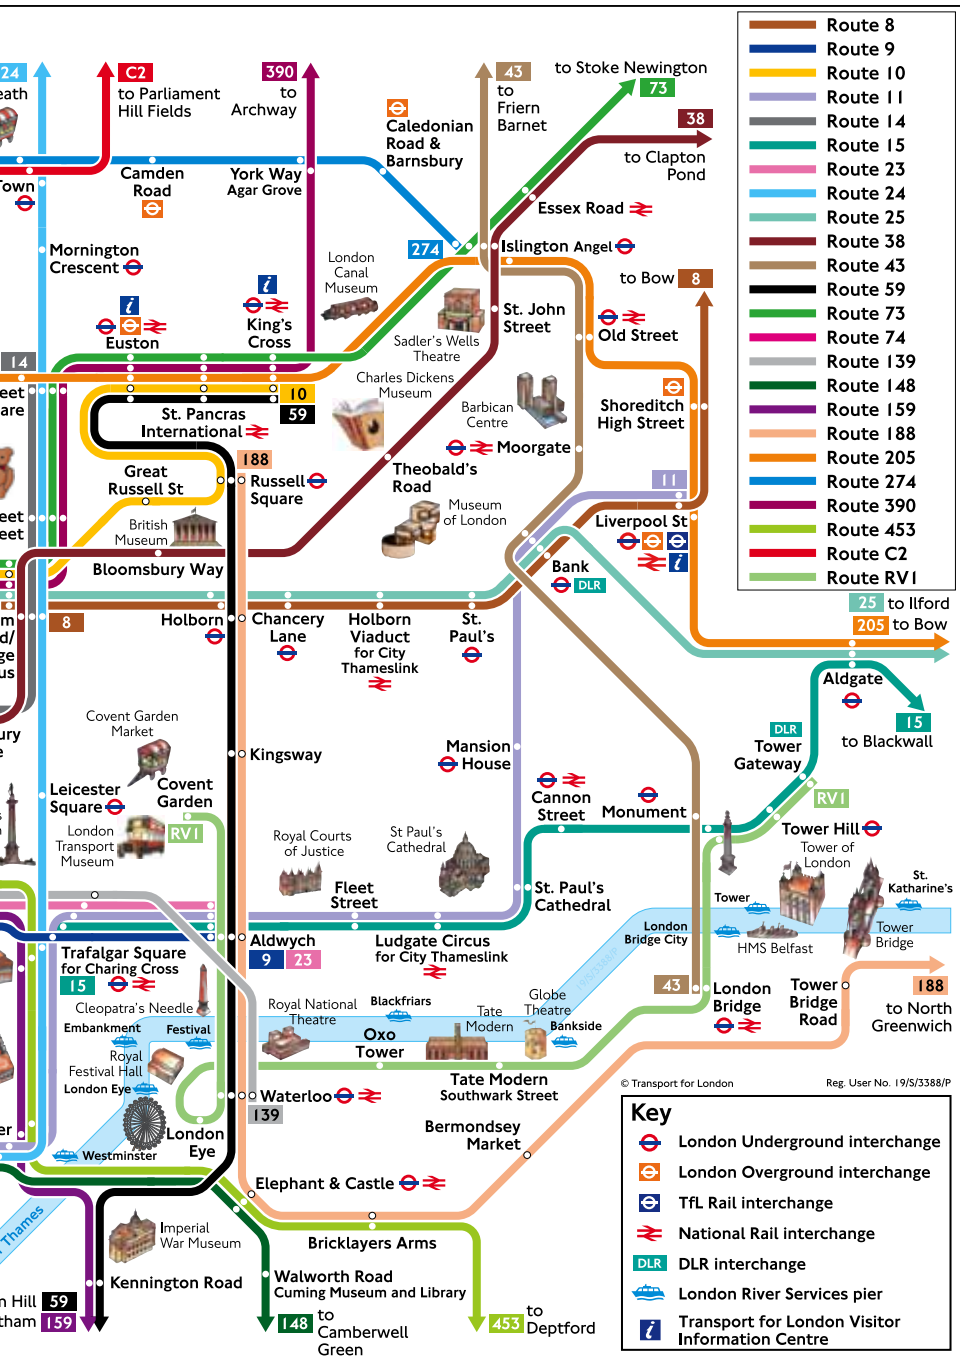 24
C2
to Parliament
Hill Fields
390
to
Archway
43
to
Friern
Barnet
to Stoke Newington
73
38
to Clapton
Pond
Caledonian
Road &
Barnsbury
Camden
Road
York Way
Agar Grove
Essex Road
Mornington
Crescent
274
Islington Angel
London
Canal
Museum
to Bow
8
Euston
King's
Cross
St. John
Street
Old Street
Sadler's Wells
Theatre
14
Charles Dickens
Museum
10
59
St. Pancras
International
Barbican
Centre
Shoreditch
High Street
188
Moorgate
Great
Russell St
Russell
Square
Theobald's
Road
11
British
Museum
Museum
of London
Liverpool St
Bloomsbury Way
Bank
DLR
8
Holborn
Chancery
Lane
Holborn
Viaduct
for City
Thameslink
St.
Paul's
25
to Ilford
205
to Bow
Aldgate
15
to Blackwall
Covent Garden
Market
Kingsway
Mansion
House
DLR
Tower
Gateway
Leicester
Square
Covent
Garden
RV1
London
Transport
Museum
Cannon
Street
Monument
RV1
Tower Hill
Tower of
London
Royal Courts
of Justice
St Paul's
Cathedral
Fleet
Street
St. Paul's
Cathedral
Tower
St.
Katharine's
London
Bridge City
HMS Belfast
Tower
Bridge
Trafalgar Square
for Charing Cross
15
Aldwych
9
23
Ludgate Circus
for City Thameslink
19/S/3388/P
Cleopatra's Needle
Embankment
Festival
Royal National
Theatre
Blackfriars
Oxo
Tower
Tate
Modern
Globe
Theatre
Bankside
43
London
Bridge
Tower
Bridge
Road
188
to North
Greenwich
Royal
Festival Hall
London Eye
Waterloo
139
Tate Modern
Southwark Street
London
Eye
Westminster
Bermondsey
Market
Elephant & Castle
Thames
Imperial
War Museum
Bricklayers Arms
Kennington Road
Walworth Road
Cuming Museum and Library
59
159
148
to
Camberwell
Green
453
to
Deptford
Route 8
Route 9
Route 10
Route 11
Route 14
Route 15
Route 23
Route 24
Route 25
Route 38
Route 43
Route 59
Route 73
Route 74
Route 139
Route 148
Route 159
Route 188
Route 205
Route 274
Route 390
Route 453
Route C2
Route RV1
© Transport for London
Reg. User No. 19/S/3388/P
Key
London Underground interchange
London Overground interchange
TfL Rail interchange
National Rail interchange
DLR
DLR interchange
London River Services pier
Transport for London Visitor
Information Centre